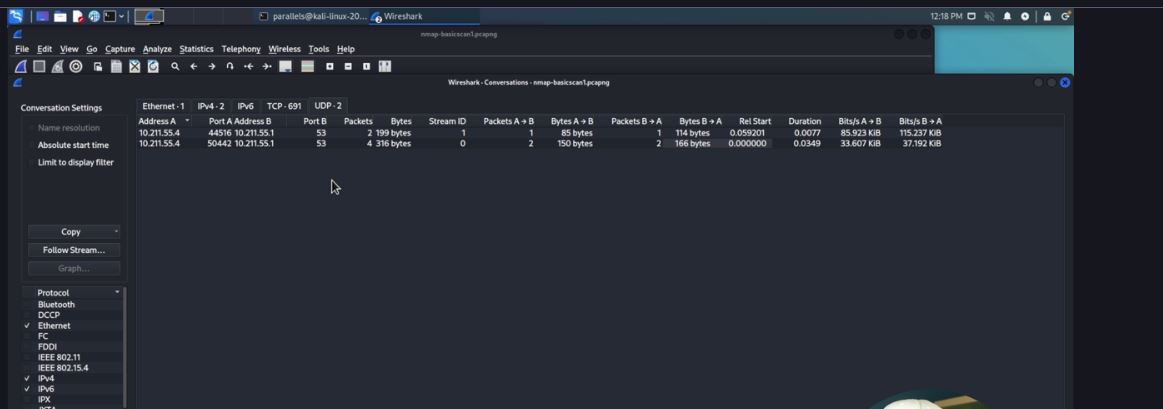 parallels@kali-linux-20... Wireshark 12:18 PM
nmap-basicscan1.pcapng
File Edit View Go Capture Analyze Statistics Telephony Wireless Tools Help
Wireshark · Conversations · nmap-basicscan1.pcapng
Conversation Settings
Name resolution
Absolute start time
Limit to display filter
Copy
Follow Stream...
Graph...
Protocol
Bluetooth
DCCP
Ethernet
FC
FDDI
IEEE 802.11
IEEE 802.15.4
IPv4
IPv6
IPX
Ethernet · 1 IPv4 · 2 IPv6 TCP · 691 UDP · 2
Address A Port A Address B Port B Packets Bytes Stream ID Packets A → B Bytes A → B Packets B → A Bytes B → A Rel Start Duration Bits/s A → B Bits/s B → A
10.211.55.4 44516 10.211.55.1 53 2 199 bytes 1 1 85 bytes 1 114 bytes 0.059201 0.0077 85.923 KiB 115.237 KiB
10.211.55.4 50442 10.211.55.1 53 4 316 bytes 0 2 150 bytes 2 166 bytes 0.000000 0.0349 33.607 KiB 37.192 KiB